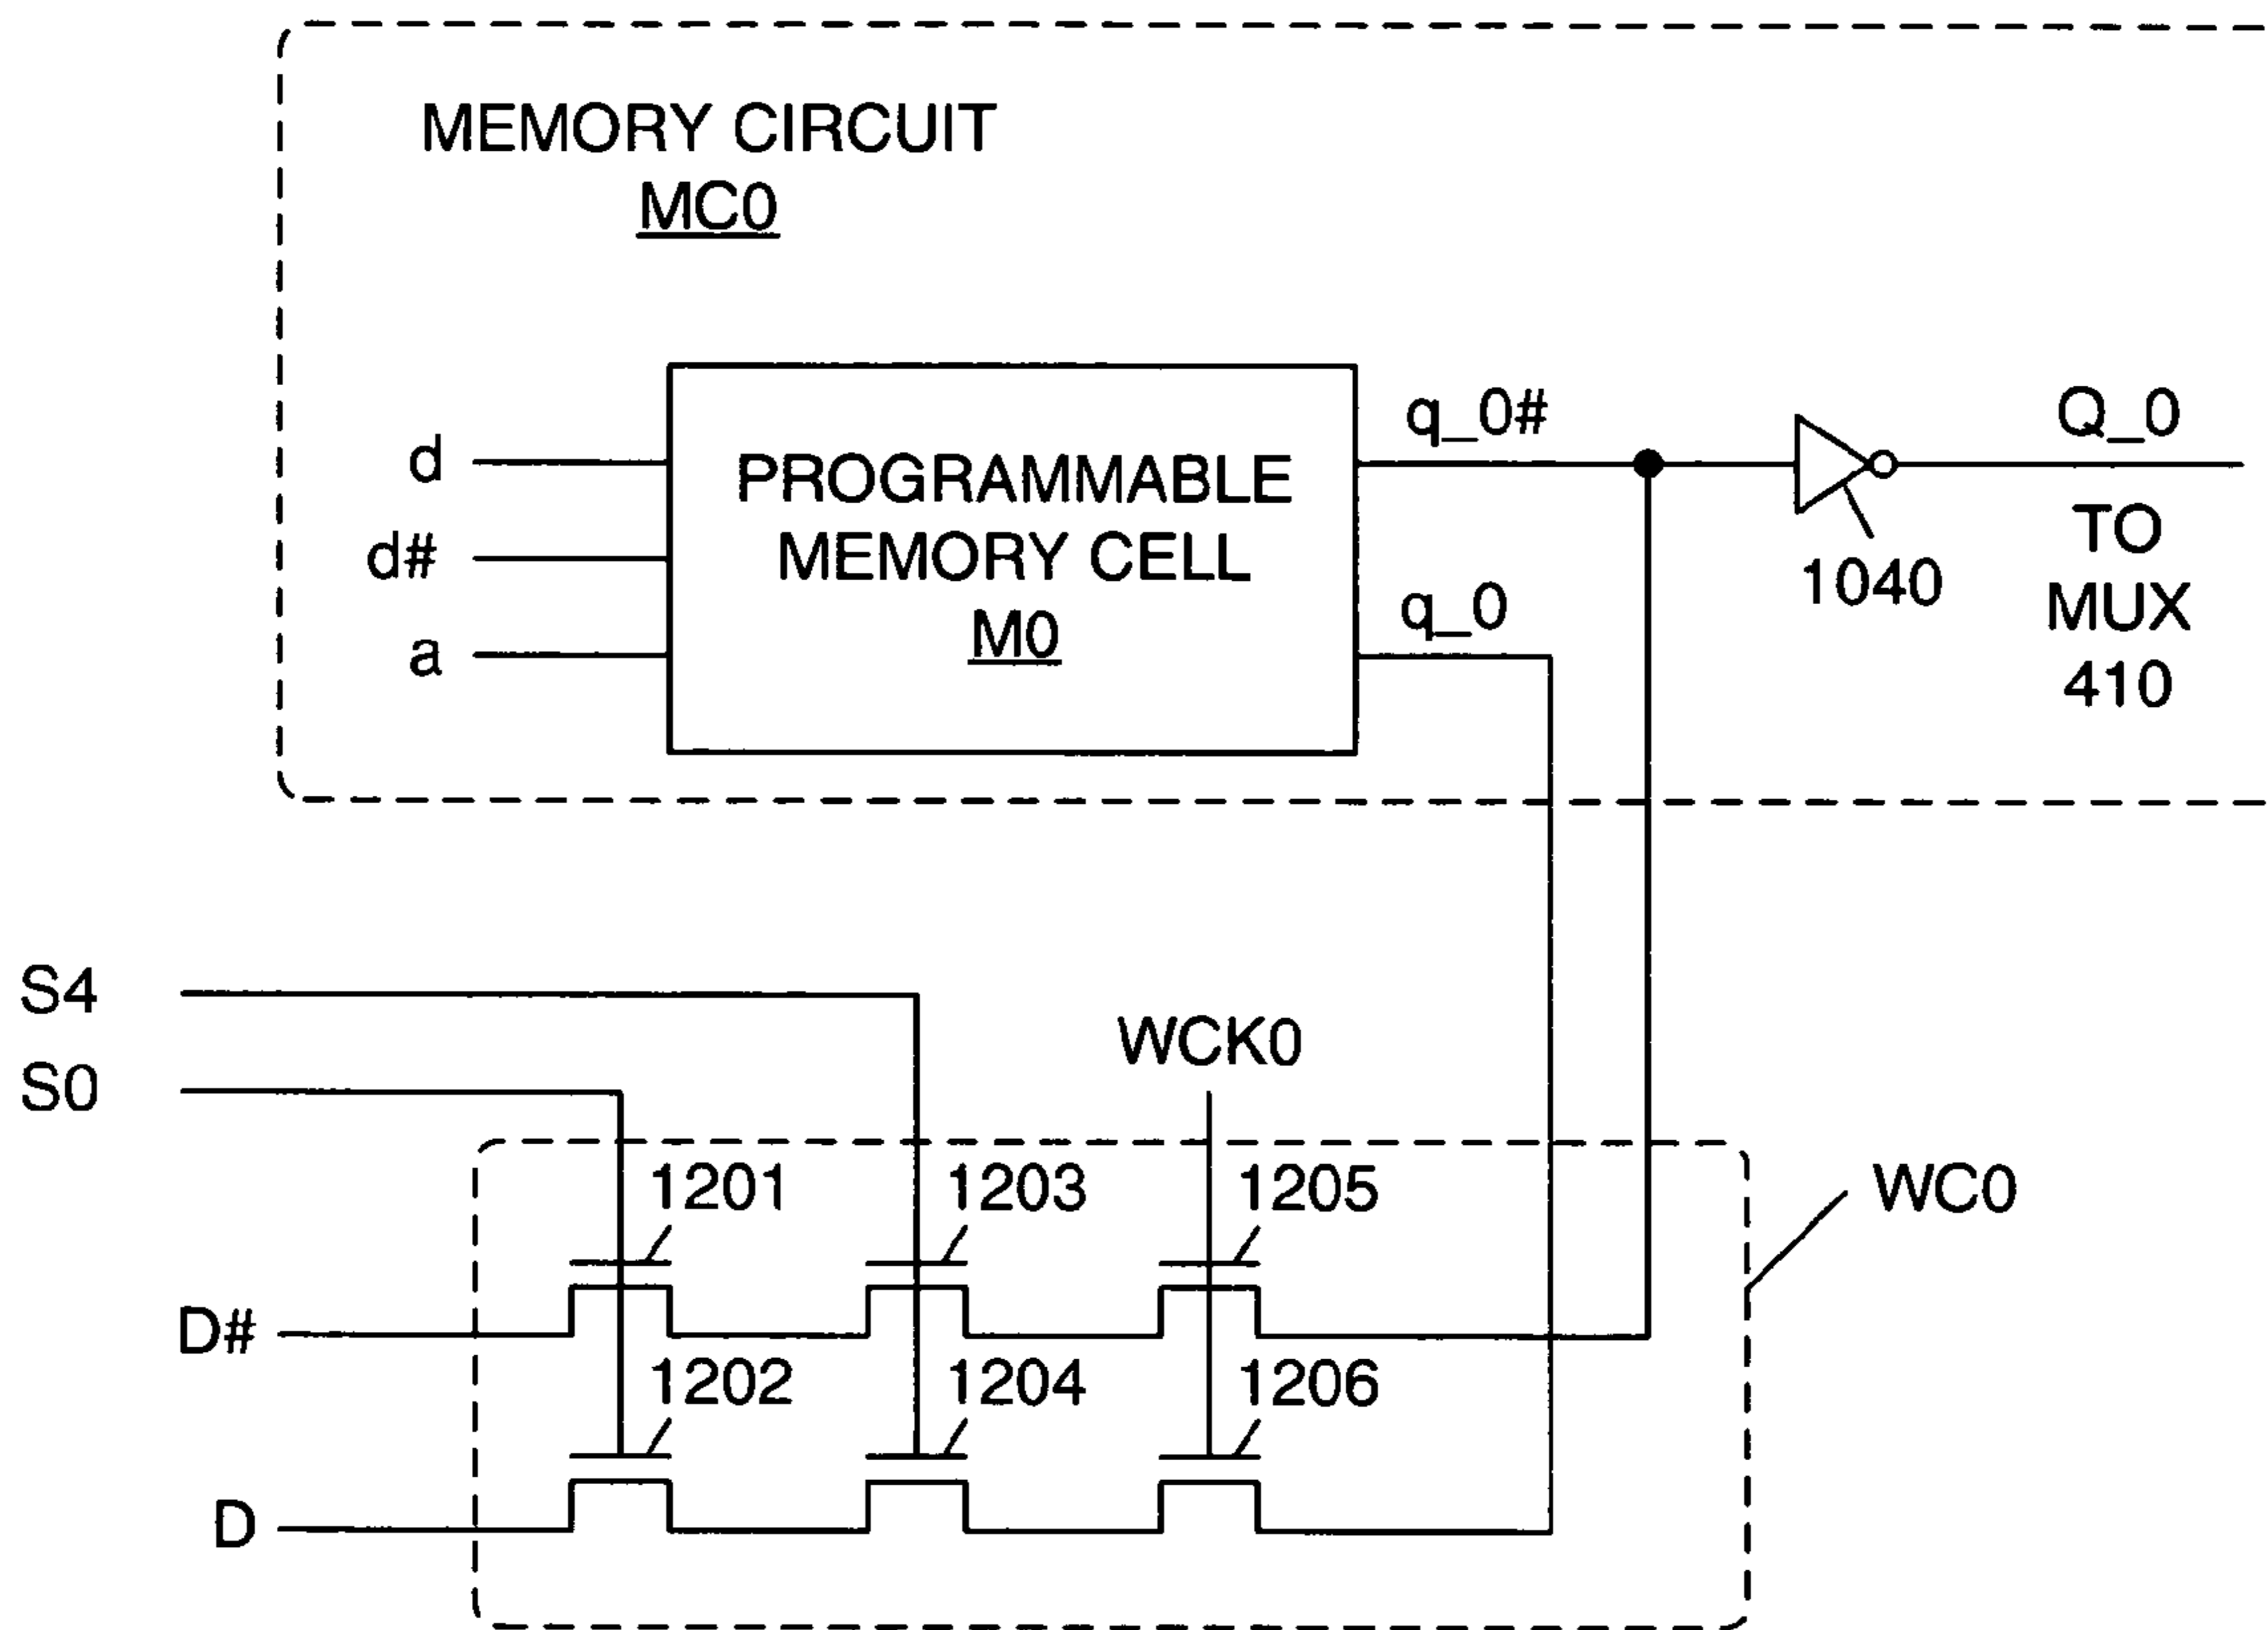 MEMORY CIRCUIT
MC0
d
d#
a
PROGRAMMABLE
MEMORY CELL
M0
q_0#
q_0
1040
Q_0
TO
MUX
410
S4
S0
WCK0
1201
1203
1205
WC0
D#
1202
1204
1206
D